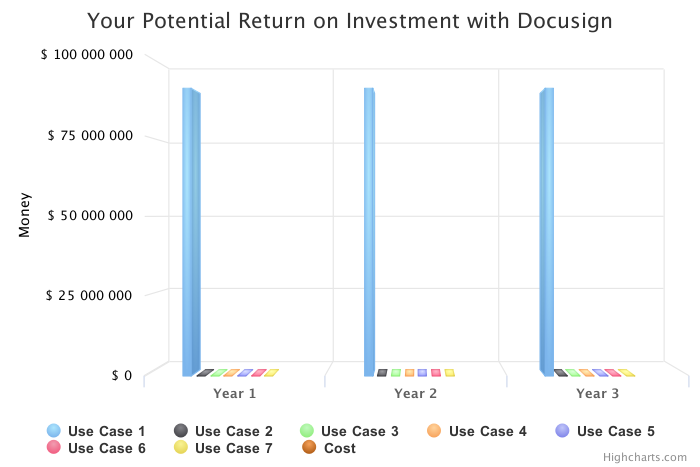 Your Potential Return on Investment with Docusign
$ 100 000 000
$ 75 000 000
$ 50 000 000
$ 25 000 000
$ 0
Money
Year 1 Year 2 Year 3
Use Case 1 Use Case 2 Use Case 3 Use Case 4 Use Case 5
Use Case 6 Use Case 7 Cost
Highcharts.com